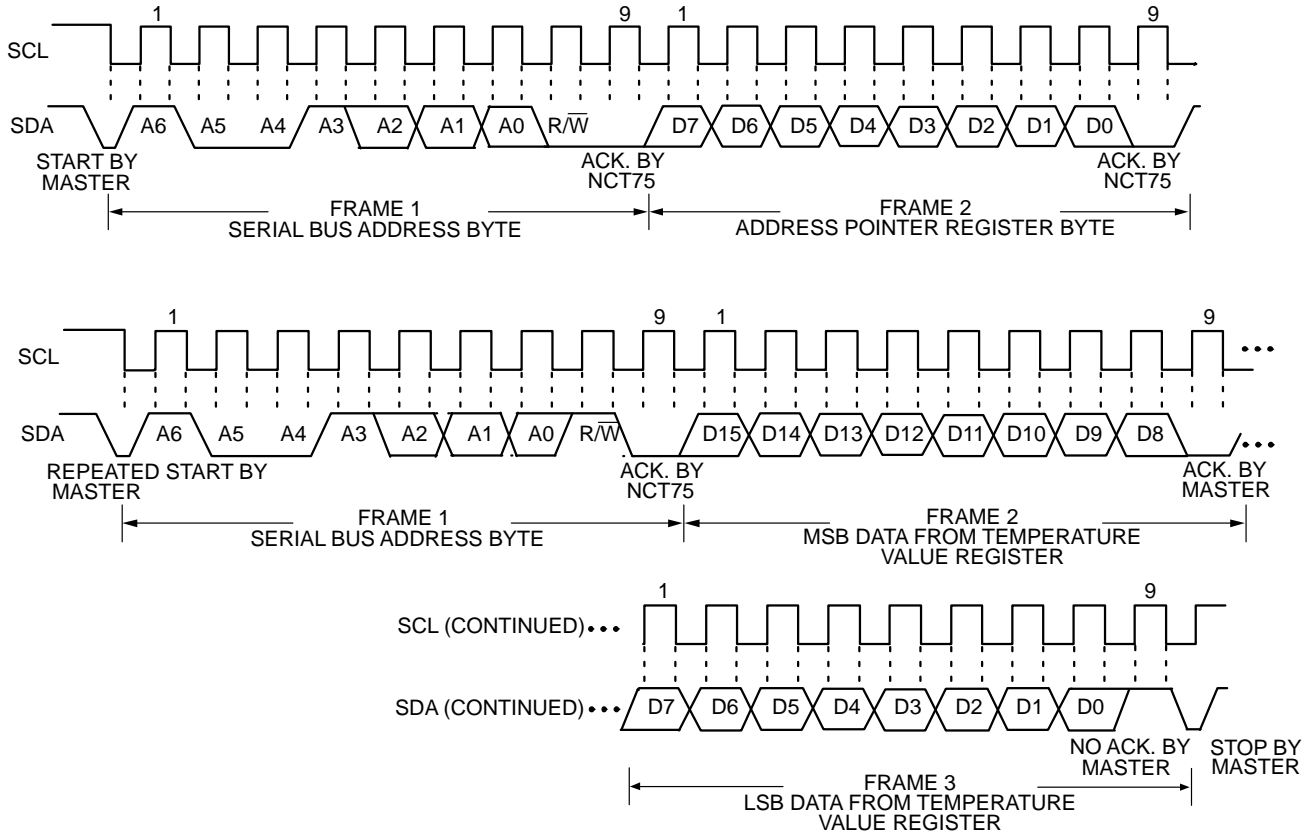 1 9 1 9
SCL
SDA A6 A5 A4 A3 A2 A1 A0 R/W̅ D7 D6 D5 D4 D3 D2 D1 D0
START BY
MASTER
ACK. BY
NCT75
ACK. BY
NCT75
FRAME 1
SERIAL BUS ADDRESS BYTE
FRAME 2
ADDRESS POINTER REGISTER BYTE
1 9 1 9
SCL
SDA A6 A5 A4 A3 A2 A1 A0 R/W̅ D15 D14 D13 D12 D11 D10 D9 D8
REPEATED START BY
MASTER
ACK. BY
NCT75
ACK. BY
MASTER
FRAME 1
SERIAL BUS ADDRESS BYTE
FRAME 2
MSB DATA FROM TEMPERATURE
VALUE REGISTER
1 9
SCL (CONTINUED)
SDA (CONTINUED) D7 D6 D5 D4 D3 D2 D1 D0
NO ACK. BY
MASTER
STOP BY
MASTER
FRAME 3
LSB DATA FROM TEMPERATURE
VALUE REGISTER